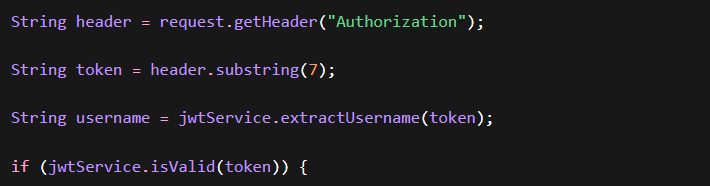 String header = request.getHeader("Authorization");
String token = header.substring(7);
String username = jwtService.extractUsername(token);
if (jwtService.isValid(token)) {